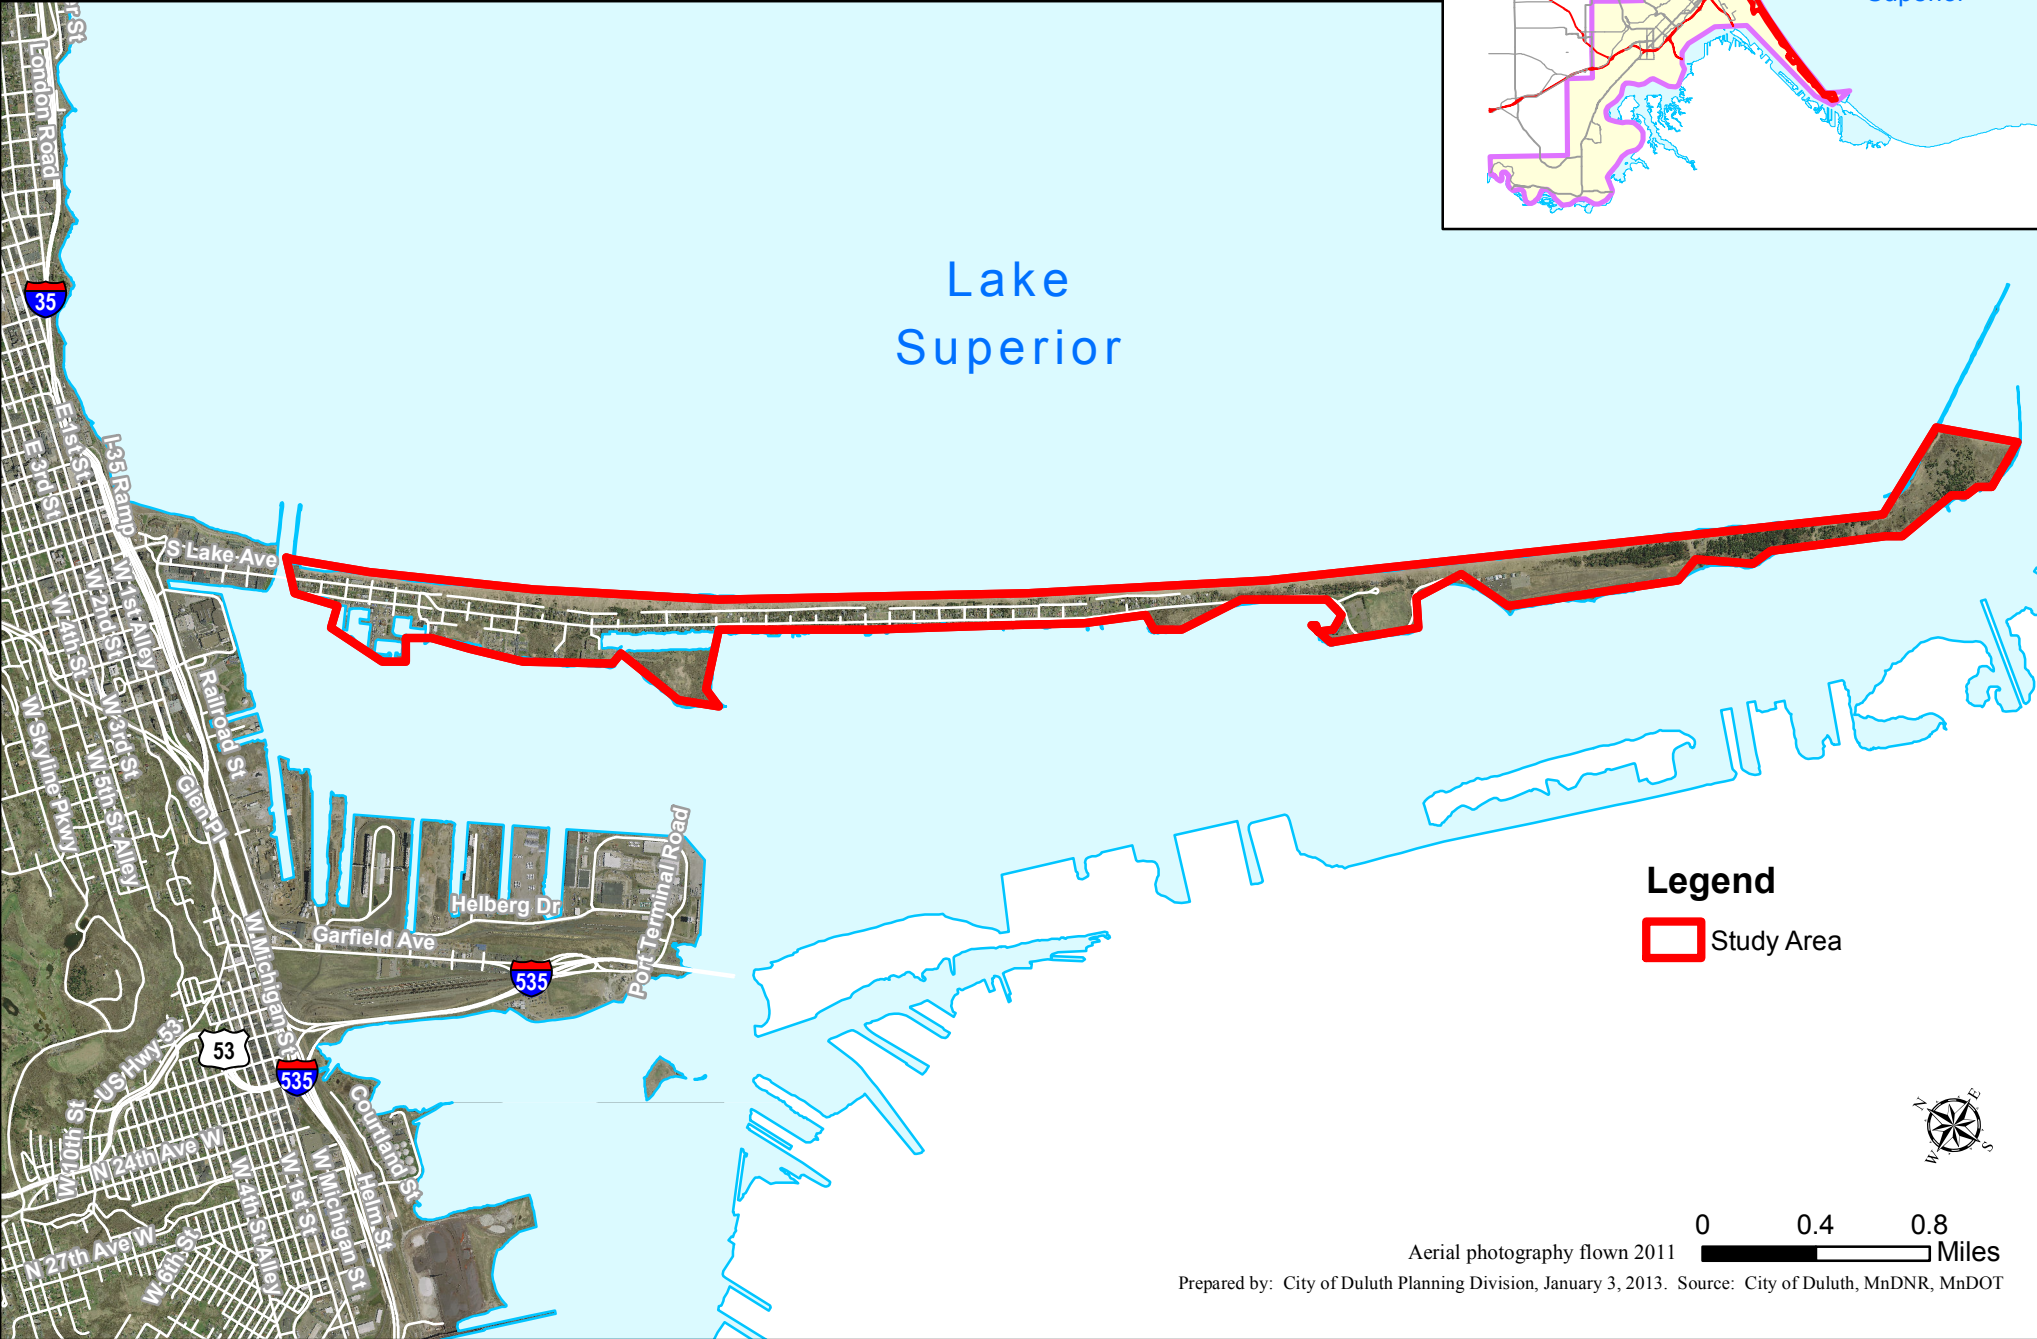 Superior
London Road
35
Lake
Superior
E 1st St
E 3rd St
I-35 Ramp
S Lake Ave
W 1st Alley
W 2nd St
W 4th St
W 3rd St
Railroad St
W Skyline Pkwy
W 5th St Alley
Glen Pl
Port Terminal Road
Helberg Dr
Garfield Ave
W Michigan St
535
US Hwy 53
53
535
Courtland St
W 10th St
N 24th Ave W
W 4th St Alley
W 1st St
W Michigan St
Helm St
N 27th Ave W
W 6th St
Legend
Study Area
N
E
S
W
0 0.4 0.8
Miles
Aerial photography flown 2011
Prepared by: City of Duluth Planning Division, January 3, 2013. Source: City of Duluth, MnDNR, MnDOT